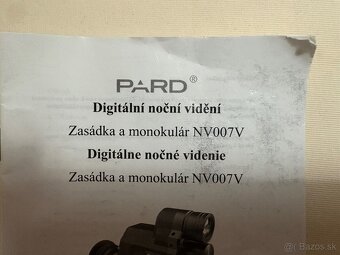 PARD®
Digitální noční vidění
Zasádka a monokulár NV007V
Digitálne nočné videnie
Zasádka a monokulár NV007V
bazos.sk